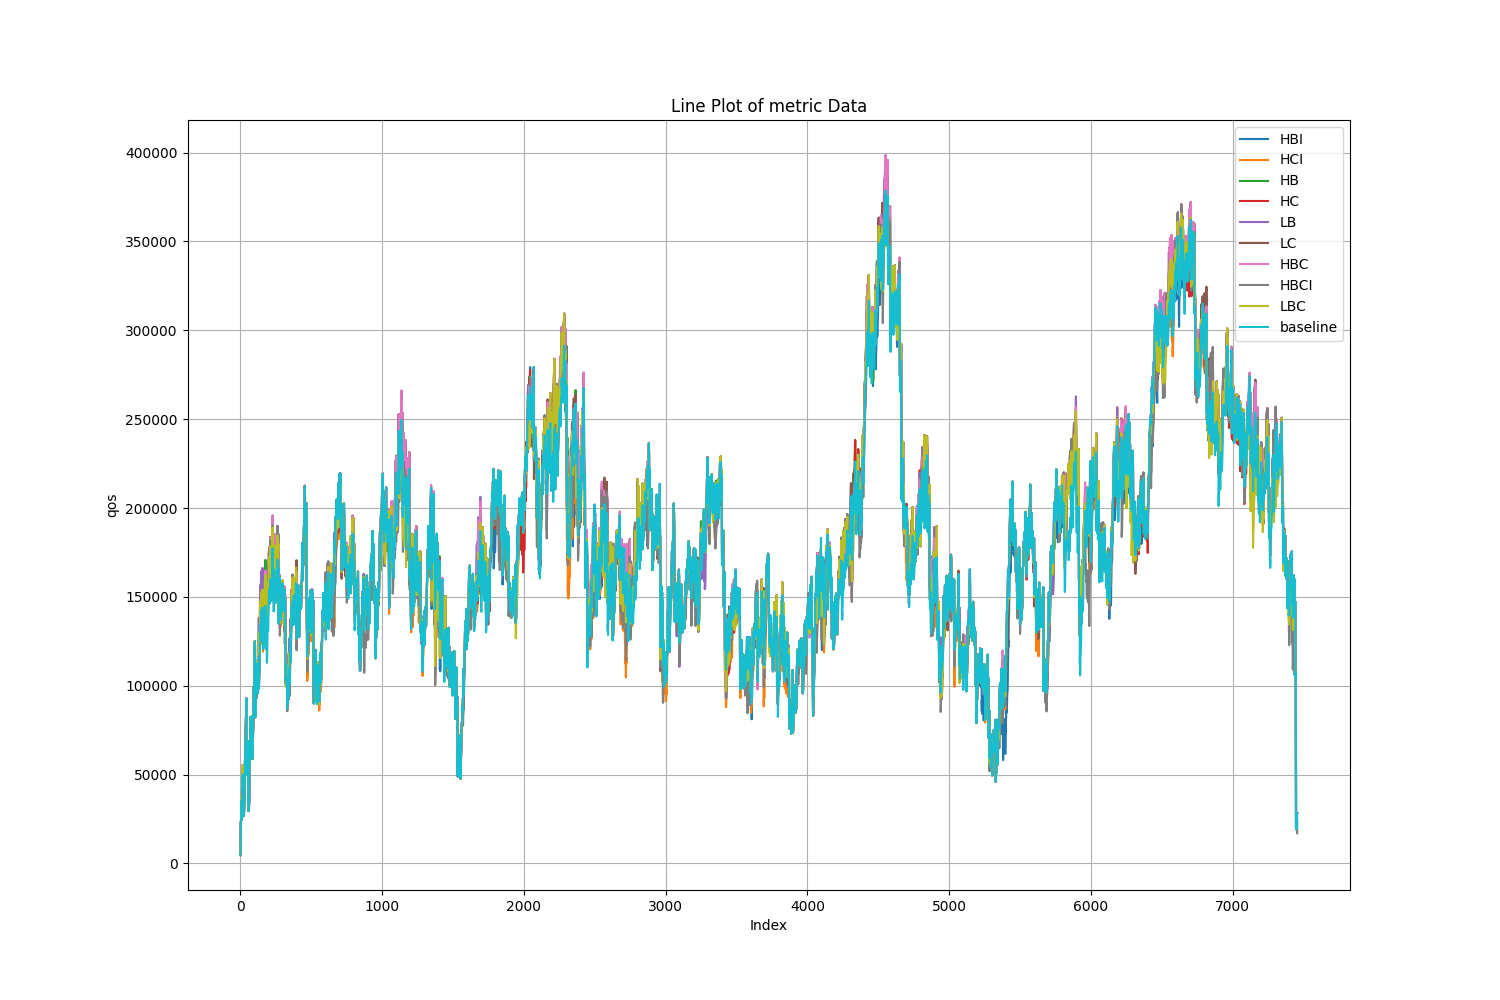 Line Plot of metric Data
400000
350000
300000
250000
200000
150000
100000
50000
0
qos
0 1000 2000 3000 4000 5000 6000 7000
Index
HBI
HCI
HB
HC
LB
LC
HBC
HBCI
LBC
baseline